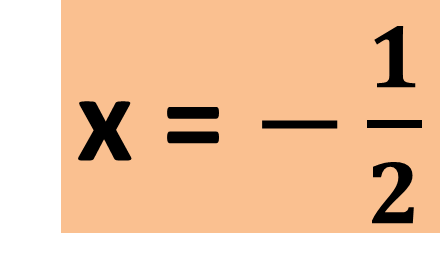 x = − 1/2